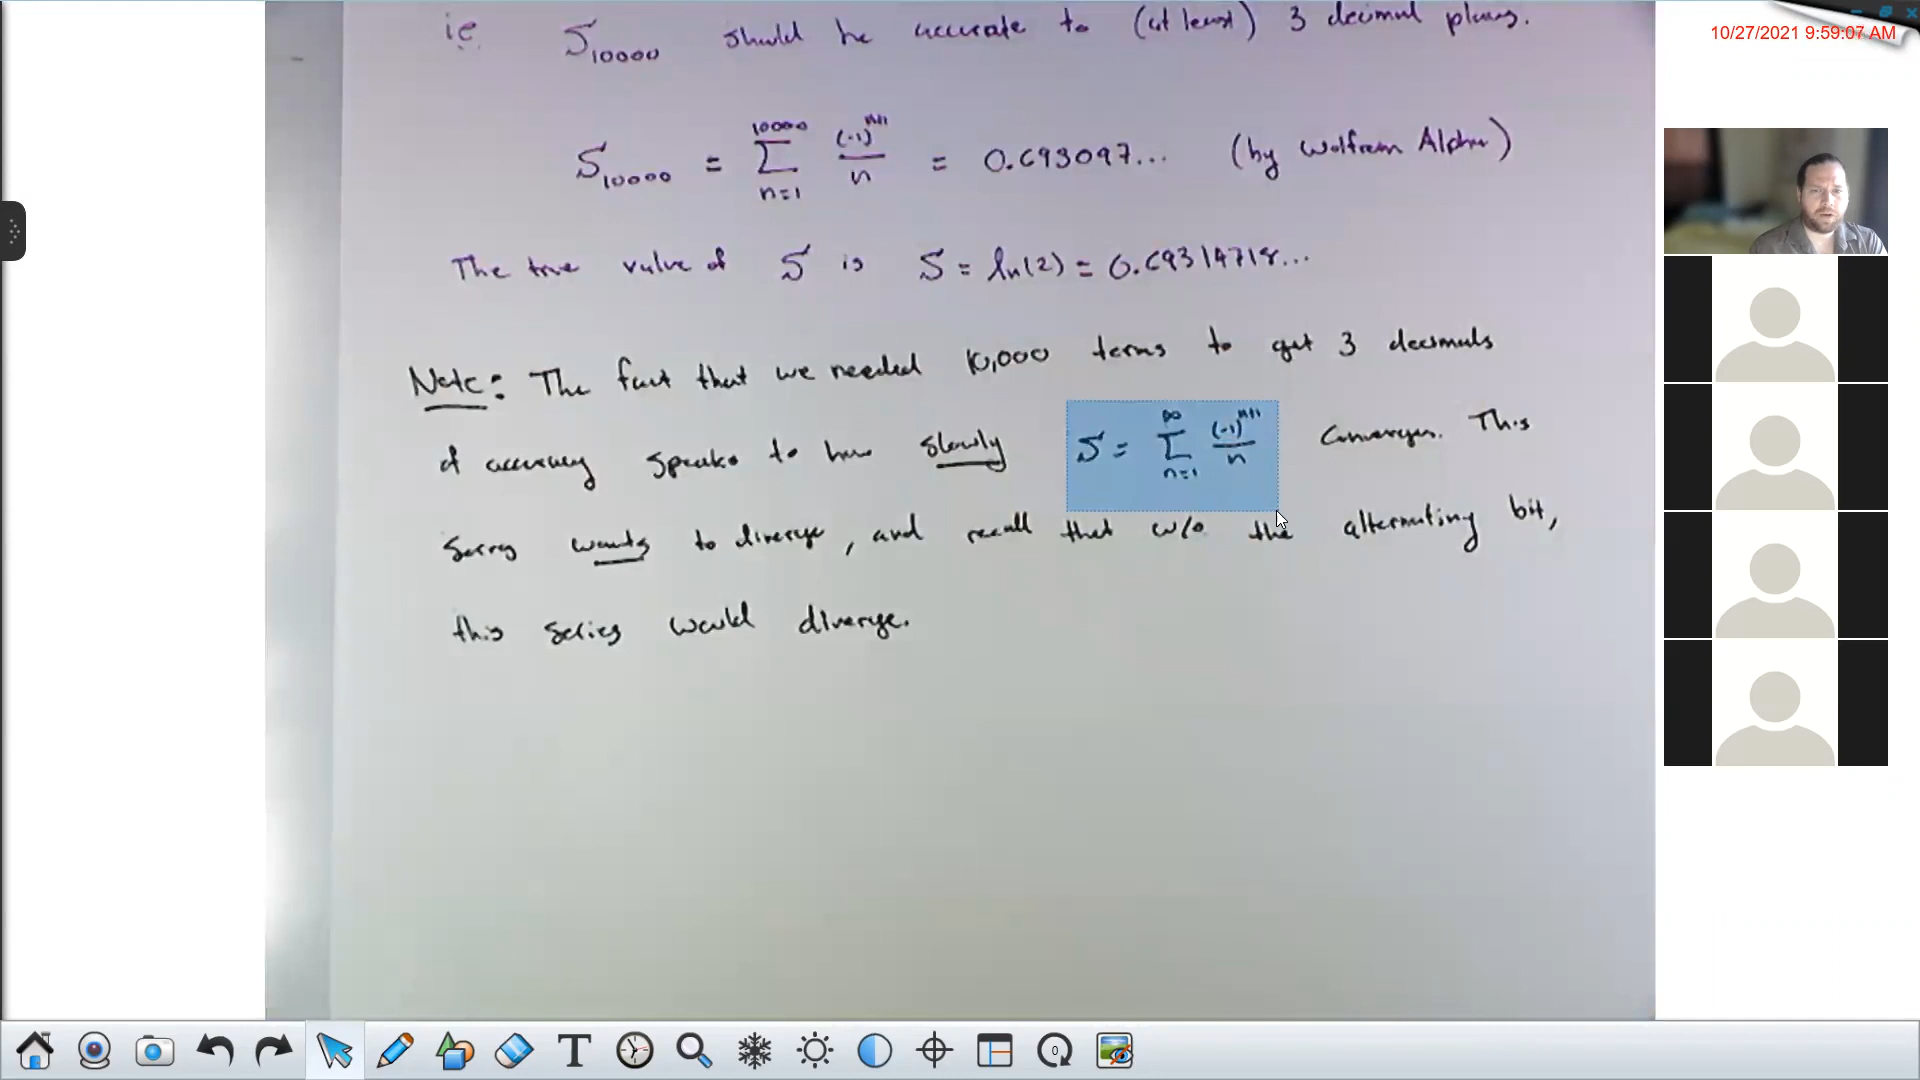 10/27/2021 9:59:07 AM
ie S₁₀₀₀₀ should be accurate to (at least) 3 decimal places.
S₁₀₀₀₀ = Σ_{n=1}^{10000} (-1)^{n+1}/n = 0.693097... (by Wolfram Alpha)
The true value of S is S = ln(2) = 0.69314718...
Note: The fact that we needed 10,000 terms to get 3 decimals
of accuracy speaks to how slowly S = Σ_{n=1}^{∞} (-1)^{n+1}/n converges. This
series wants to diverge, and recall that w/o the alternating bit,
this series would diverge.
T
0